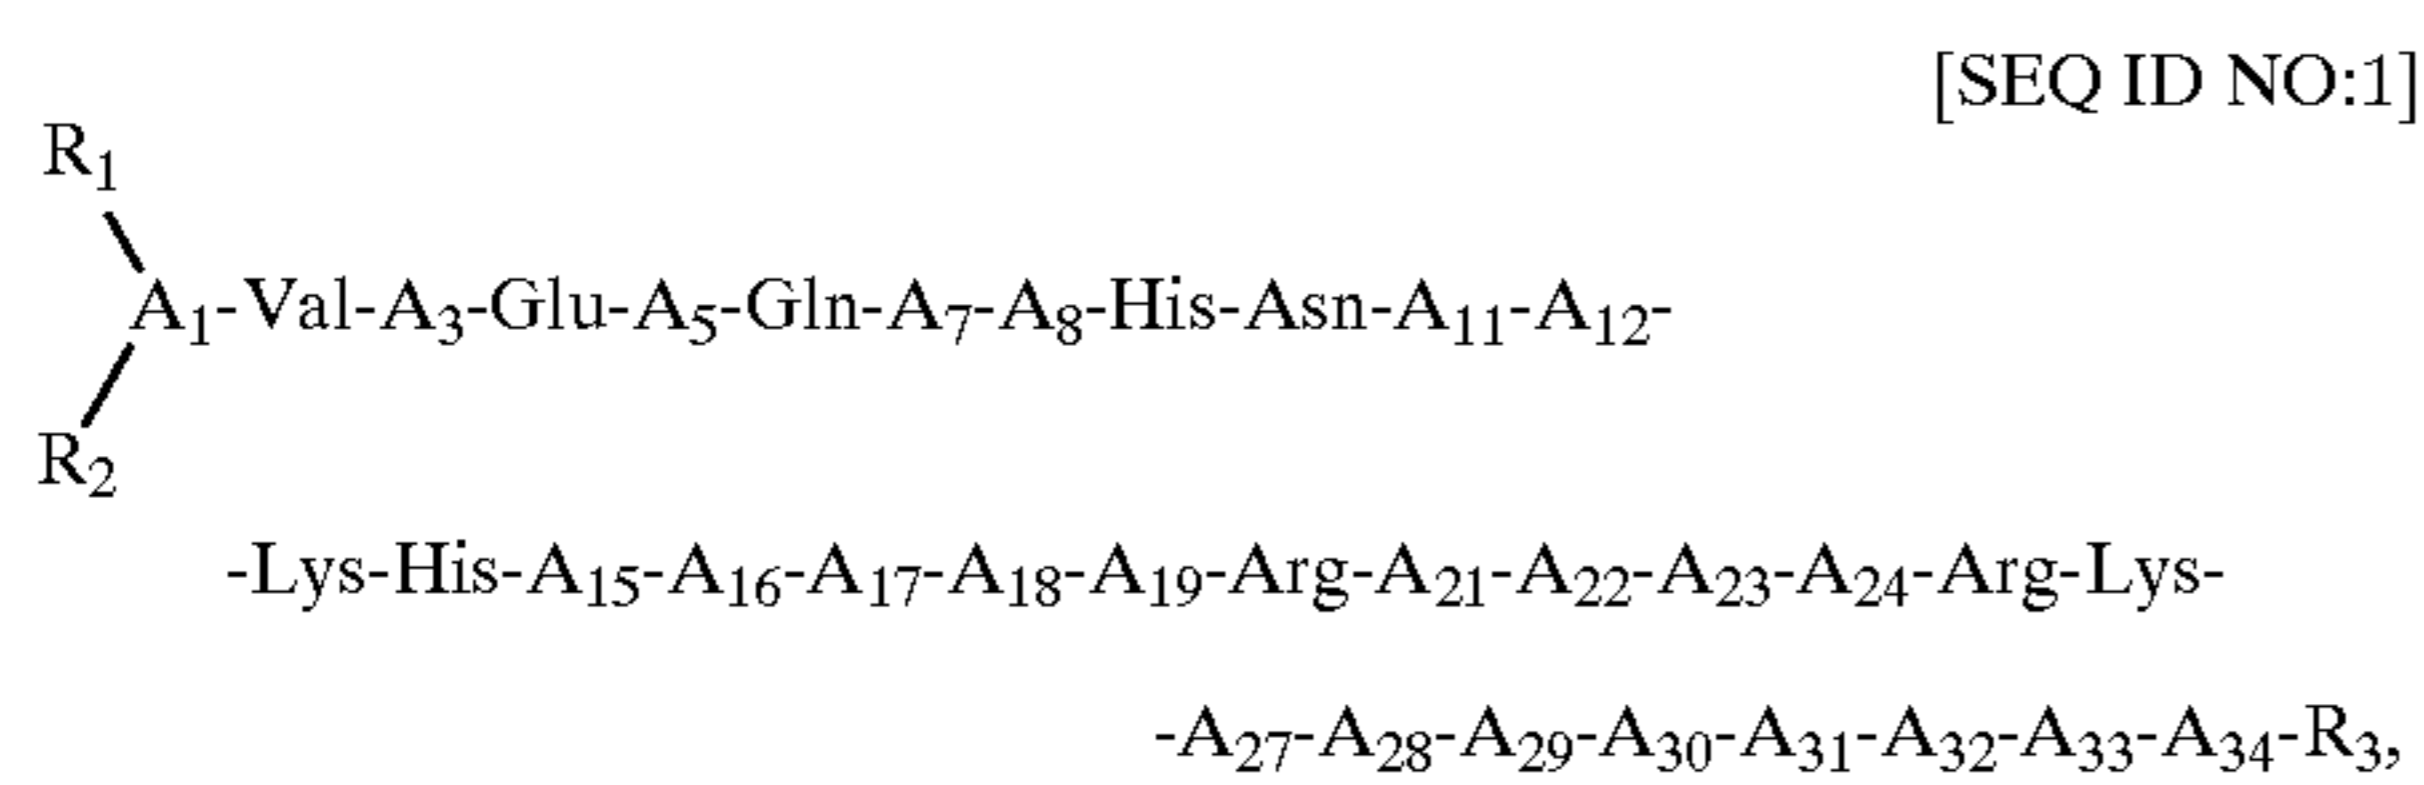 [SEQ ID NO:1]
R₁
A₁-Val-A₃-Glu-A₅-Gln-A₇-A₈-His-Asn-A₁₁-A₁₂-
R₂
-Lys-His-A₁₅-A₁₆-A₁₇-A₁₈-A₁₉-Arg-A₂₁-A₂₂-A₂₃-A₂₄-Arg-Lys-
-A₂₇-A₂₈-A₂₉-A₃₀-A₃₁-A₃₂-A₃₃-A₃₄-R₃,